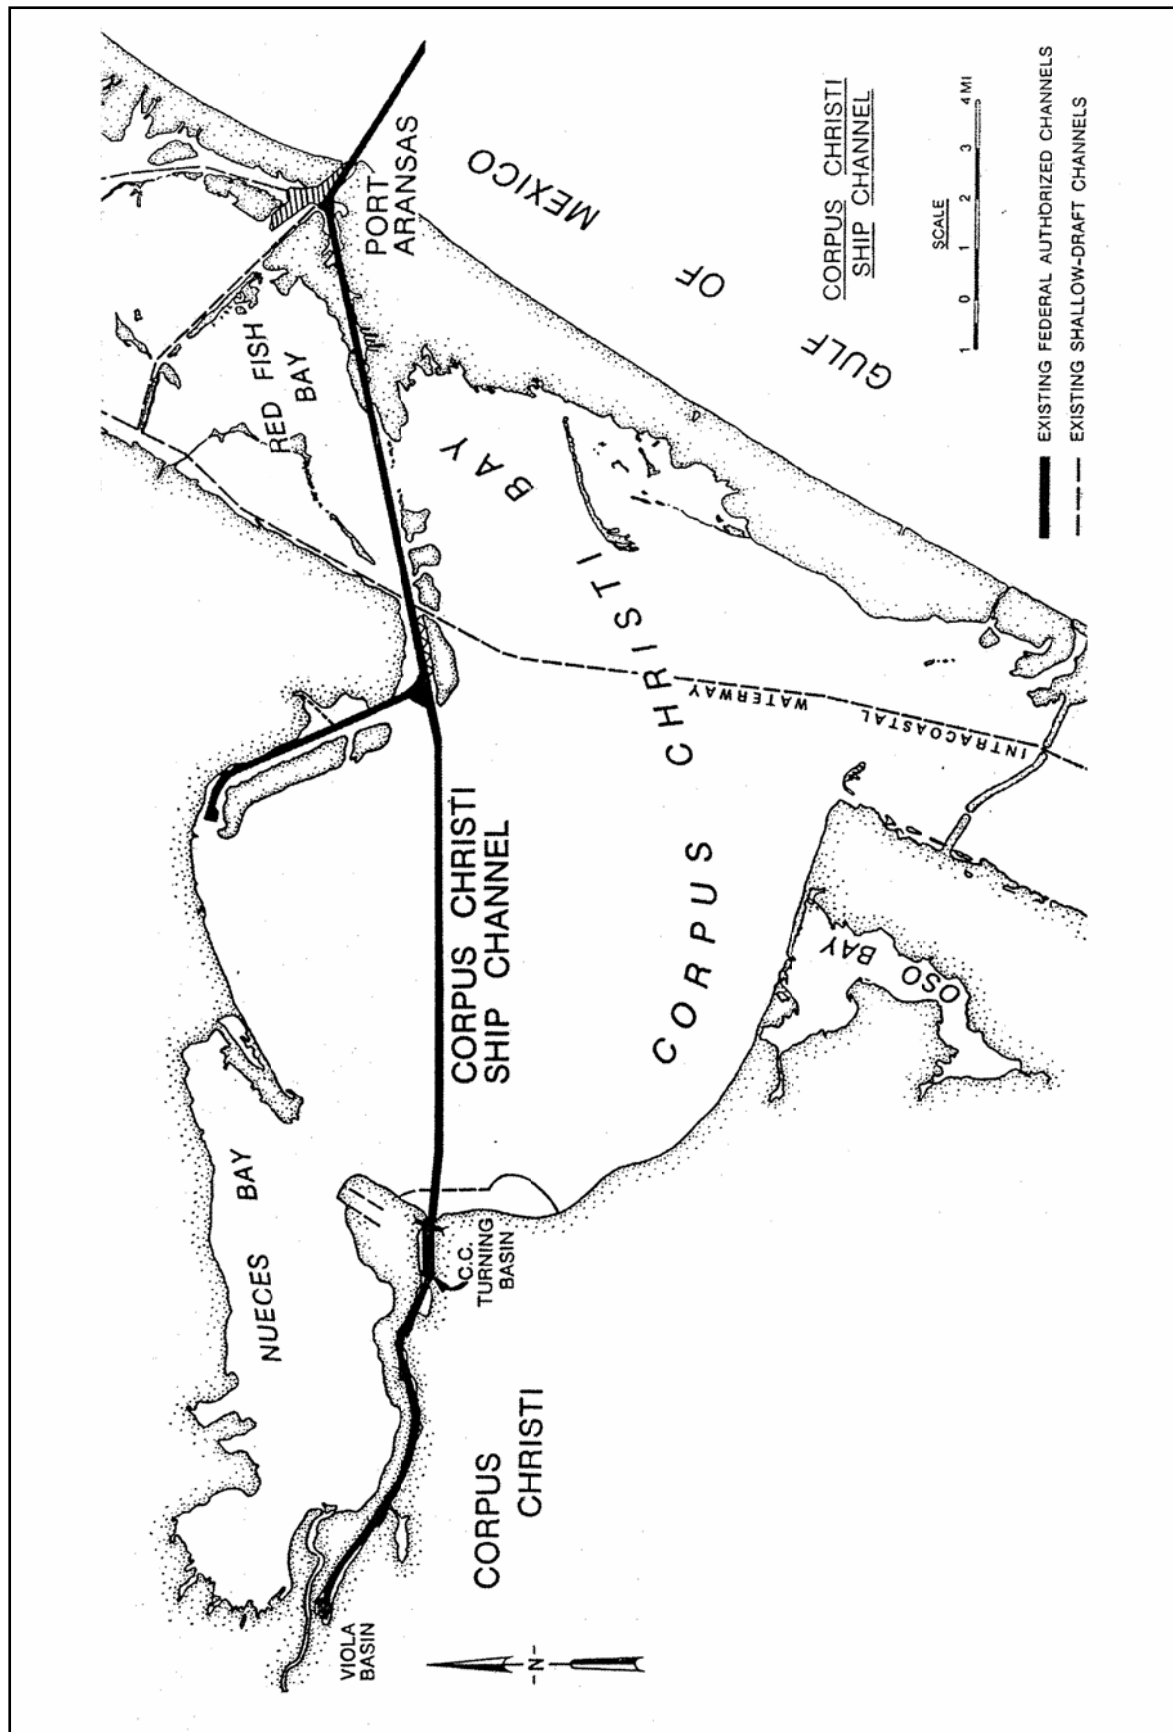 PORT
ARANSAS
RED FISH
BAY
GULF OF MEXICO
CORPUS CHRISTI
SHIP CHANNEL
SCALE
1 0 1 2 3 4 MI
EXISTING FEDERAL AUTHORIZED CHANNELS
EXISTING SHALLOW-DRAFT CHANNELS
CORPUS CHRISTI BAY
INTRACOASTAL WATERWAY
CORPUS CHRISTI
SHIP CHANNEL
OSO BAY
NUECES BAY
C.C.
TURNING
BASIN
CORPUS
CHRISTI
VIOLA
BASIN
-N-